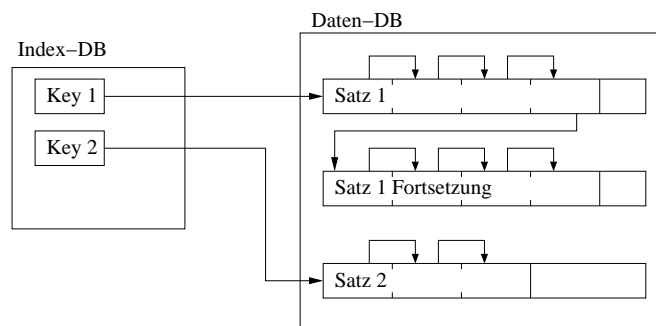 Daten–DB
Index–DB
Key 1
Satz 1
Key 2
Satz 1 Fortsetzung
Satz 2